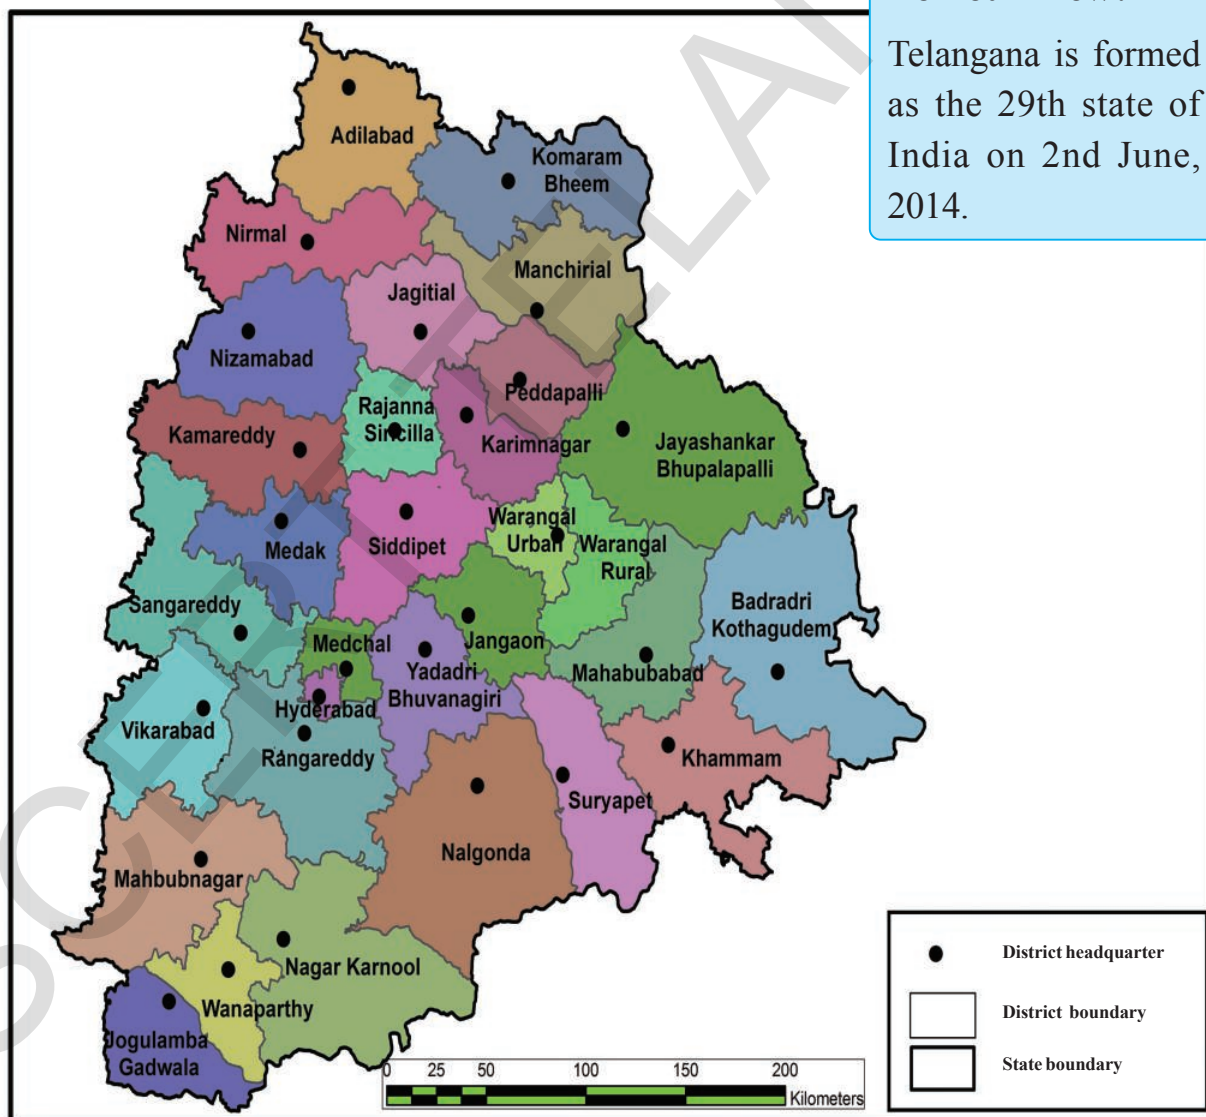 Telangana is formed
as the 29th state of
India on 2nd June,
2014.
Adilabad
Komaram
Bheem
Nirmal
Manchirial
Jagitial
Nizamabad
Peddapalli
Rajanna
Sircilla
Kamareddy
Karimnagar
Jayashankar
Bhupalapalli
Warangal
Urban
Warangal
Rural
Medak
Siddipet
Sangareddy
Badradri
Kothagudem
Medchal
Jangaon
Yadadri
Bhuvanagiri
Mahabubabad
Hyderabad
Vikarabad
Rangareddy
Khammam
Suryapet
Nalgonda
Mahbubnagar
Nagar Karnool
Wanaparthy
Jogulamba
Gadwala
0 25 50 100 150 200
Kilometers
District headquarter
District boundary
State boundary